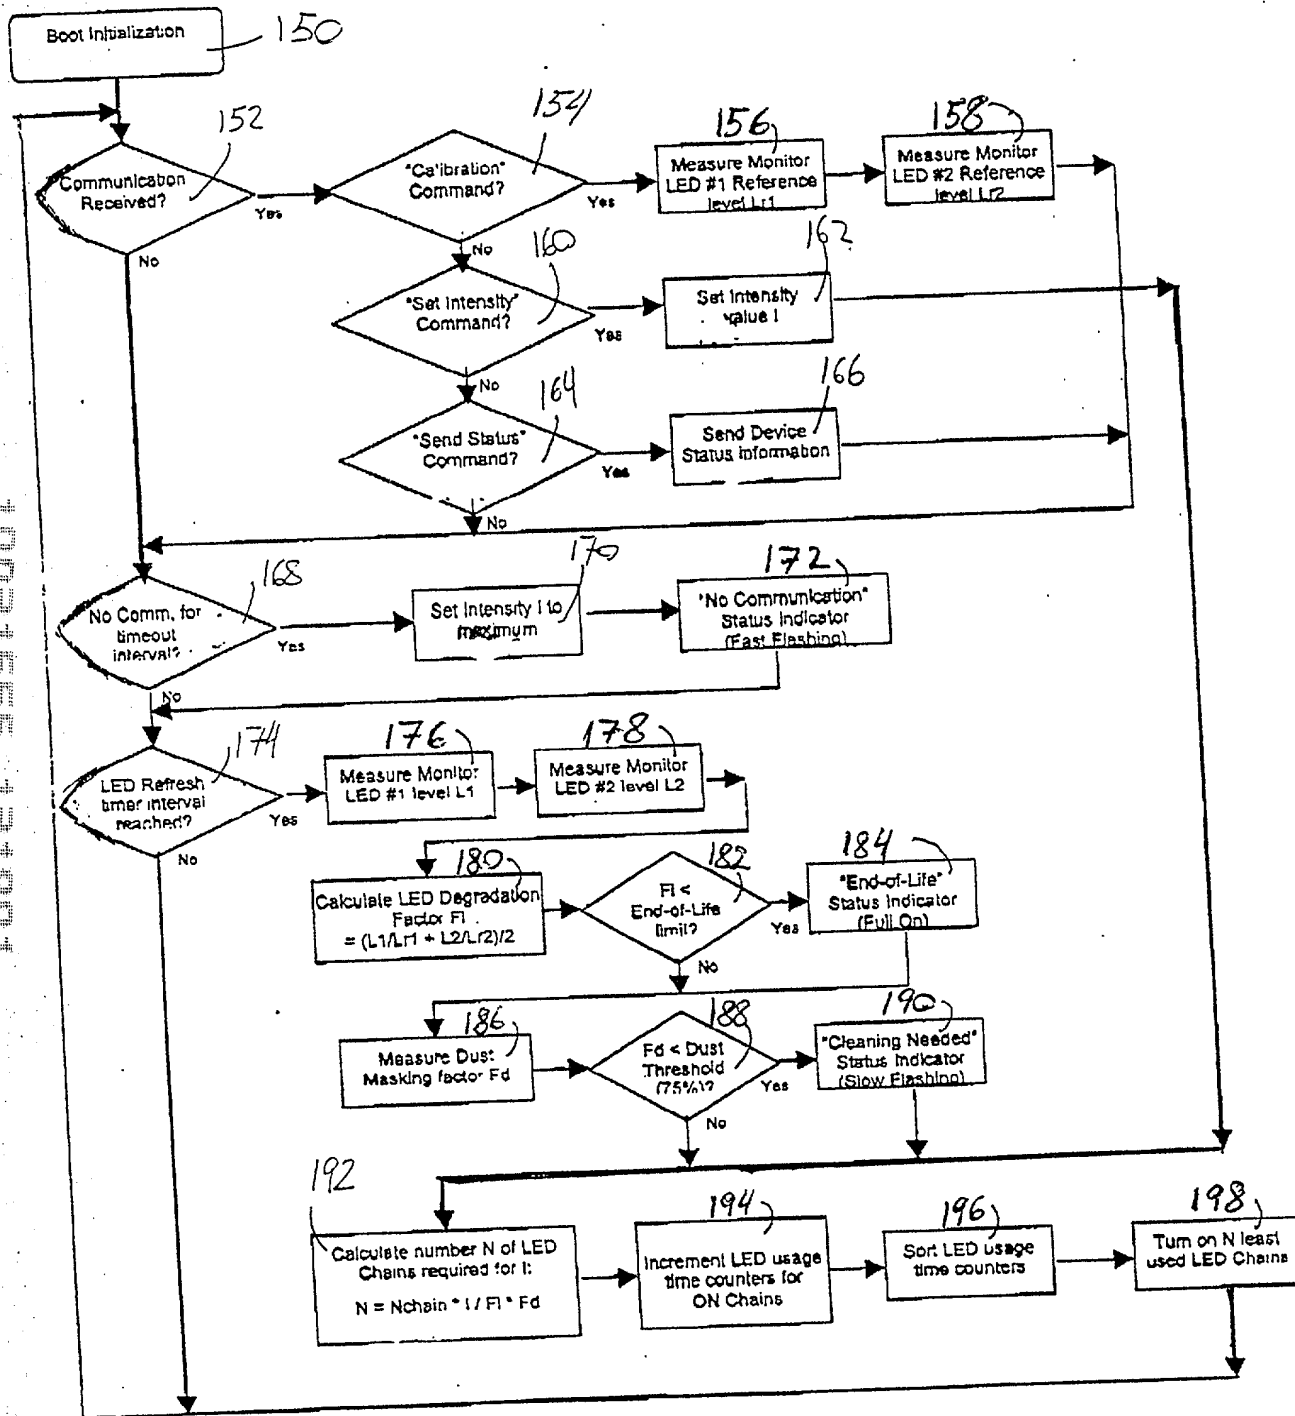 Boot Initialization
150
152
Communication
Received?
Yes
No
154
"Calibration"
Command?
Yes
No
156
Measure Monitor
LED #1 Reference
level Lr1
158
Measure Monitor
LED #2 Reference
level Lr2
160
"Set Intensity"
Command?
Yes
No
162
Set Intensity
value I
164
"Send Status"
Command?
Yes
No
166
Send Device
Status Information
168
No Comm. for
timeout
interval?
Yes
No
170
Set Intensity I to
maximum
172
"No Communication"
Status Indicator
(Fast Flashing)
174
LED Refresh
timer interval
reached?
Yes
No
176
Measure Monitor
LED #1 level L1
178
Measure Monitor
LED #2 level L2
180
Calculate LED Degradation
Factor Fl
= (L1/Lr1 + L2/Lr2)/2
182
Fl <
End-of-Life
limit?
Yes
No
184
"End-of-Life"
Status Indicator
(Full On)
186
Measure Dust
Masking factor Fd
188
Fd < Dust
Threshold
(75%)?
Yes
No
190
"Cleaning Needed"
Status Indicator
(Slow Flashing)
192
Calculate number N of LED
Chains required for I:
N = Nchain * I / Fl * Fd
194
Increment LED usage
time counters for
ON Chains
196
Sort LED usage
time counters
198
Turn on N least
used LED Chains